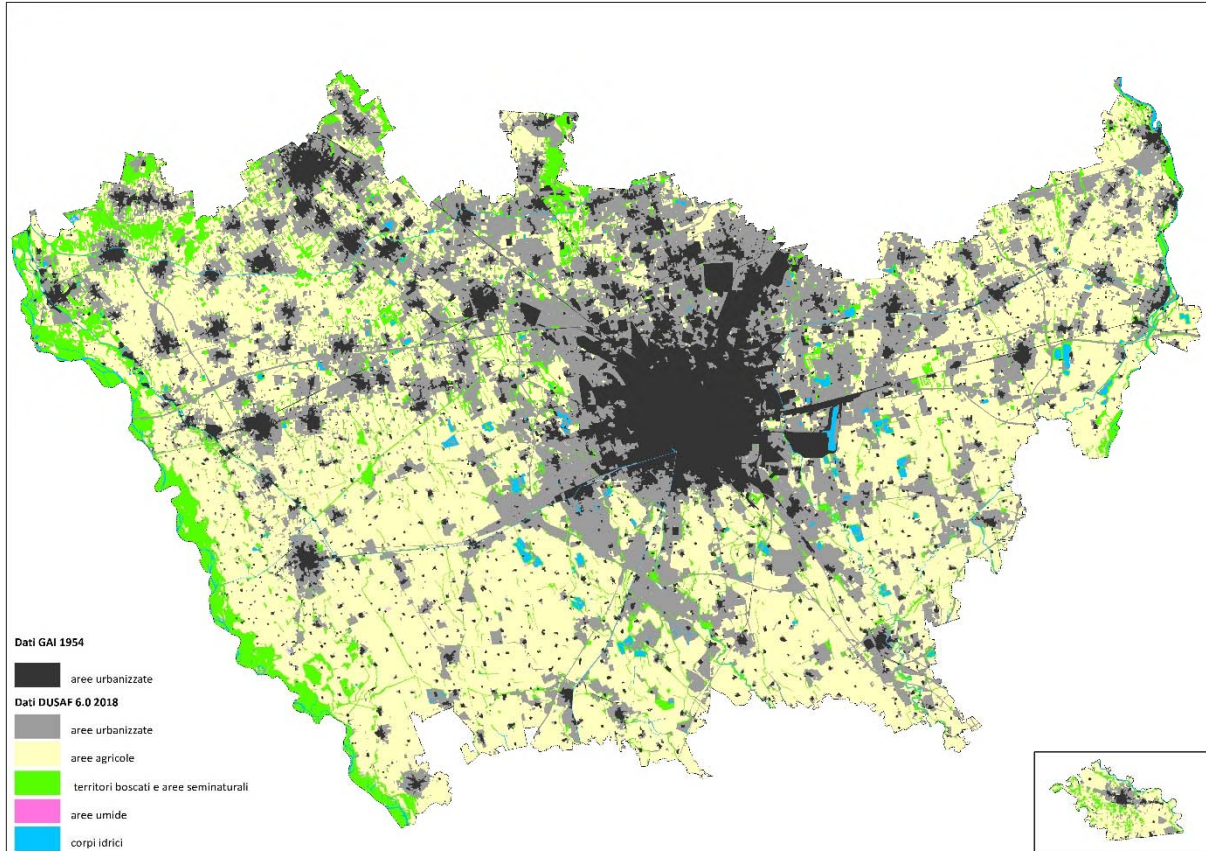 Dati GAI 1954
aree urbanizzate
Dati DUSAF 6.0 2018
aree urbanizzate
aree agricole
territori boscati e aree seminaturali
aree umide
corpi idrici